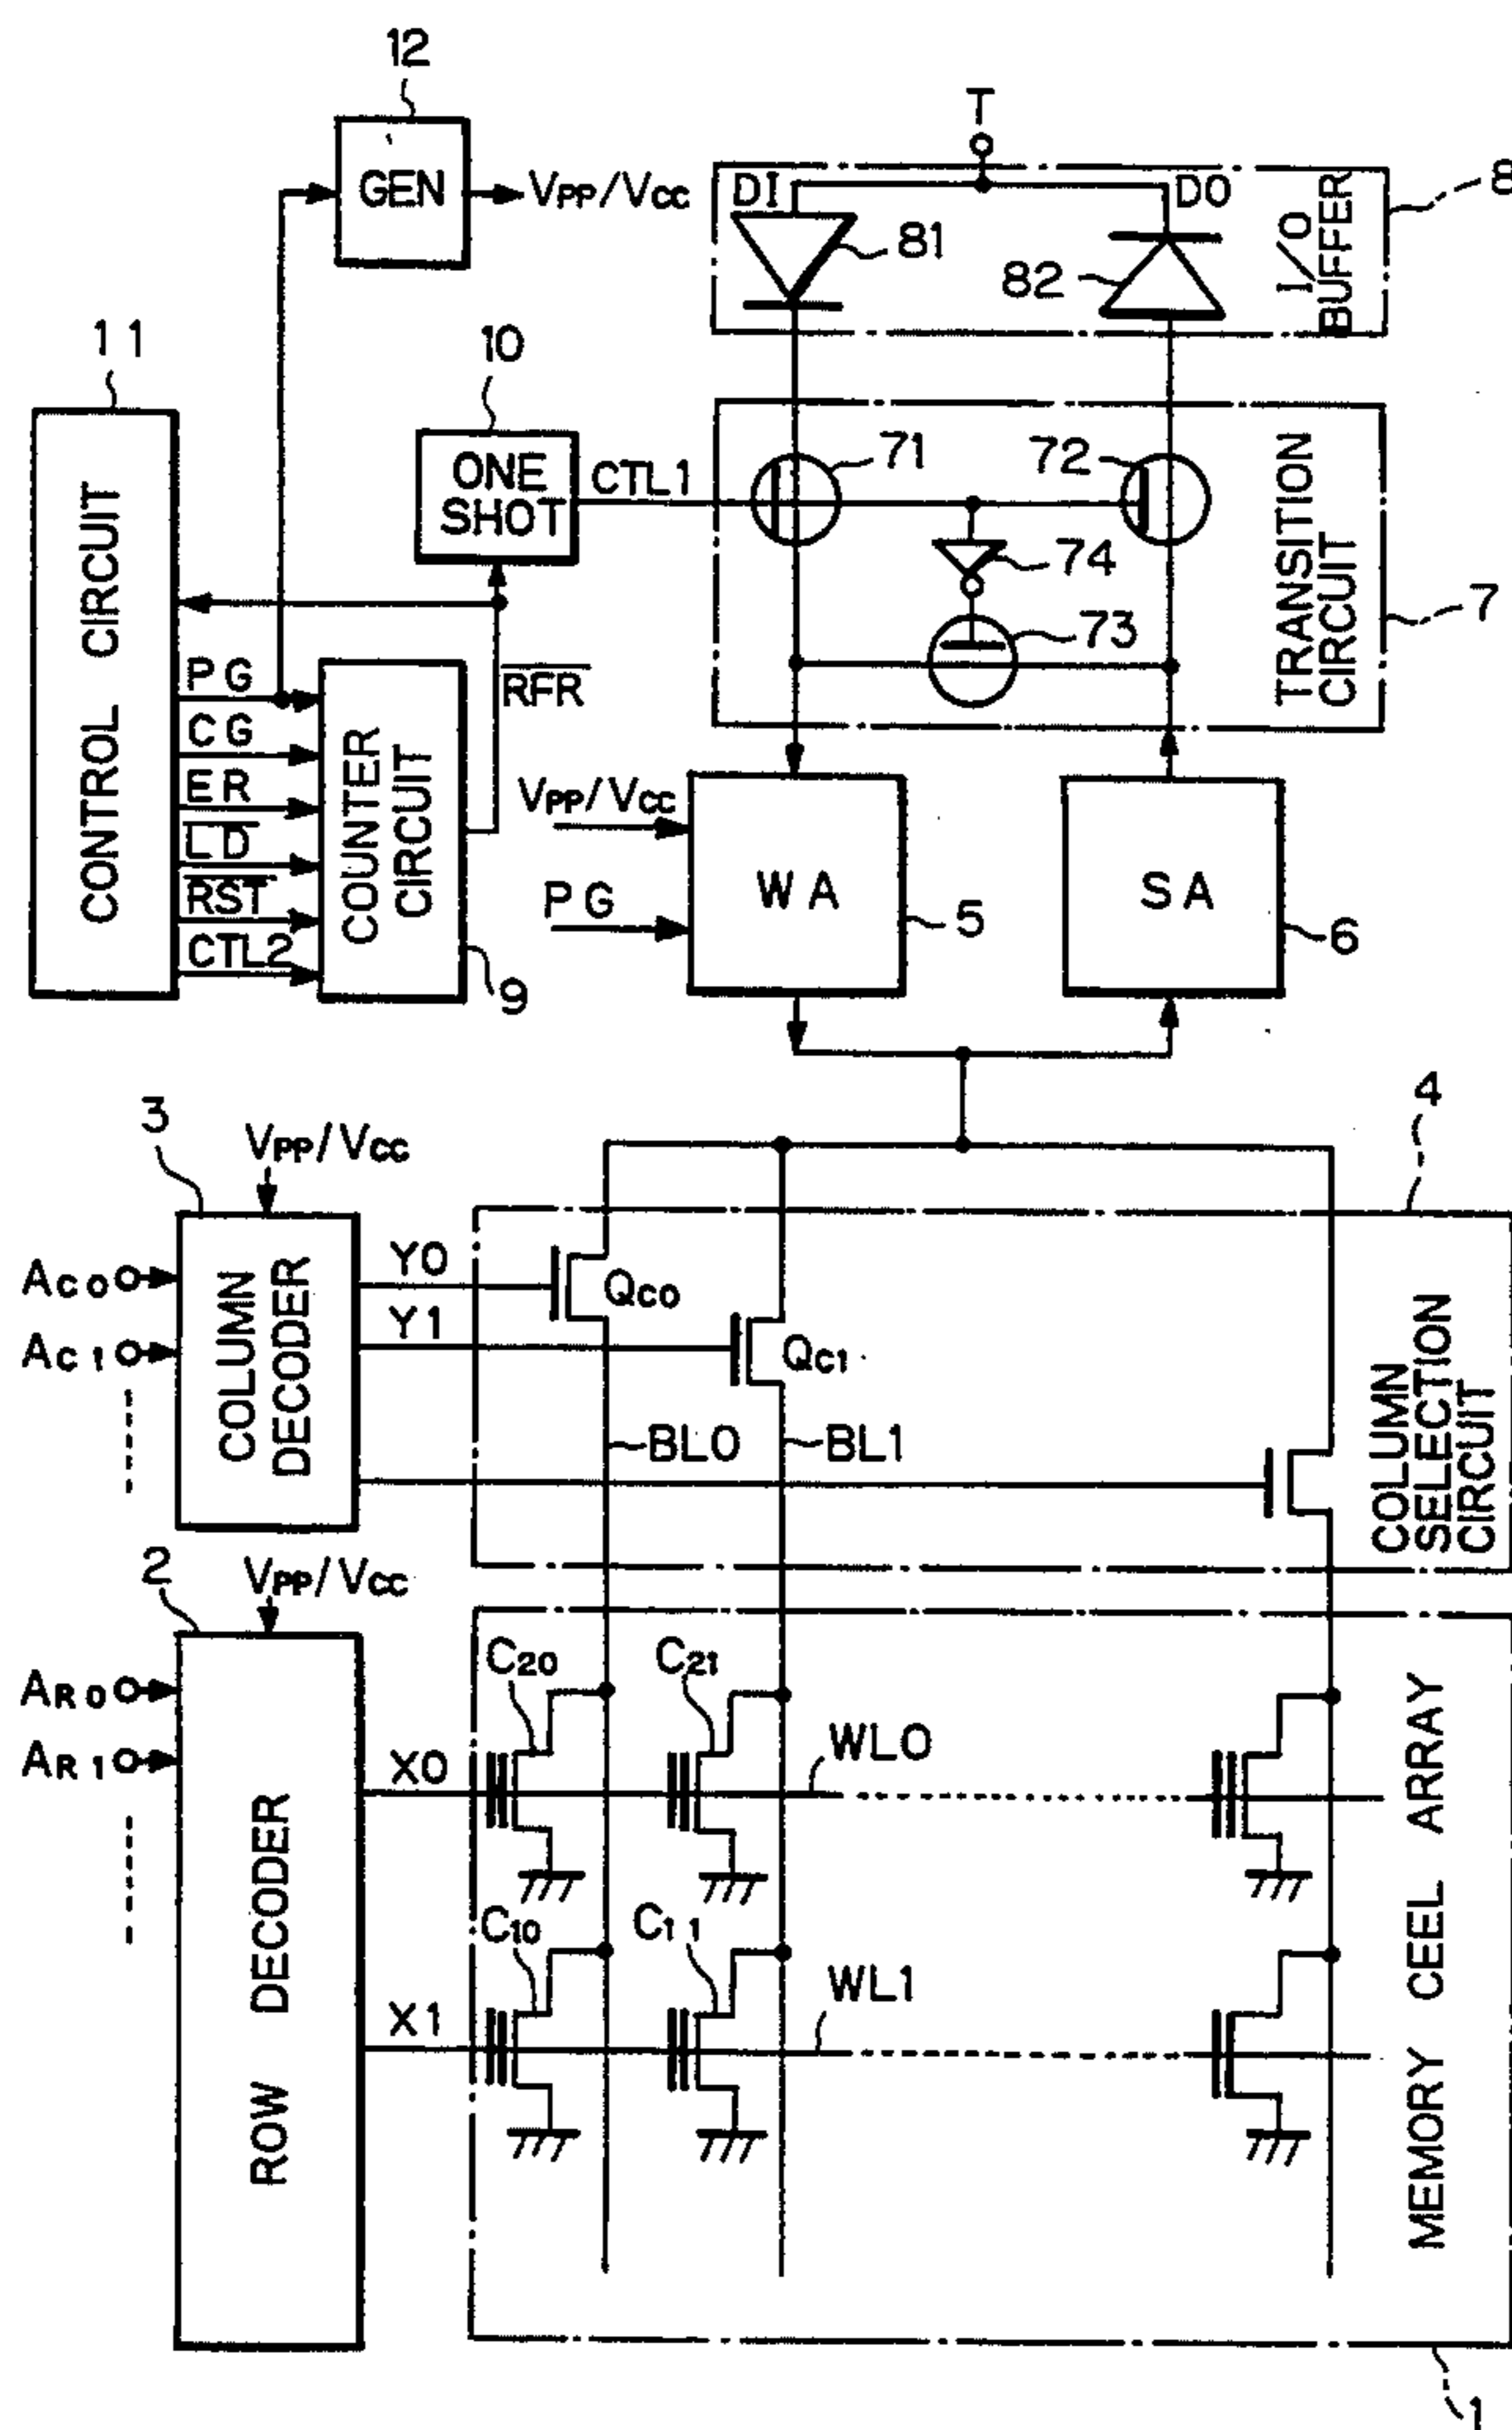 12
GEN
VPP/VCC
T
DI
DO
81
82
I/O
BUFFER
8
11
CONTROL CIRCUIT
10
ONE
SHOT
CTL1
71
72
74
73
TRANSITION
CIRCUIT
7
PG
CG
ER
LD
RST
CTL2
COUNTER
CIRCUIT
9
RFR
VPP/VCC
PG
WA
5
SA
6
3
VPP/VCC
4
AC0
AC1
COLUMN
DECODER
Y0
Y1
QC0
QC1
BL0
BL1
COLUMN
SELECTION
CIRCUIT
2
VPP/VCC
AR0
AR1
ROW DECODER
X0
X1
C20
C21
WL0
C10
C11
WL1
MEMORY CEEL ARRAY
1